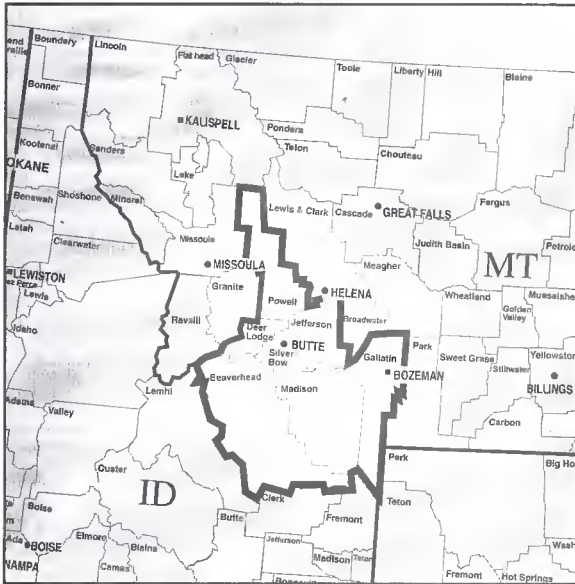 Boundary
Lincoln
Flathead
Glacier
Toole
Liberty
Hill
Blaine
Bonner
KALISPELL
Pondera
Teton
Chouteau
Kootenai
OKANE
Sanders
Lake
Benewah
Shoshone
Mineral
Lewis & Clark
Cascade
GREAT FALLS
Fergus
Latah
Clearwater
Missoula
Judith Basin
Petrole
MT
LEWISTON
ez Perce
Lewis
MISSOULA
Meagher
Granite
Powell
HELENA
Wheatland
Musselshe
Golden
Valley
Idaho
Ravalli
Jefferson
Broadwater
Deer
Lodge
BUTTE
Silver
Bow
Gallatin
Park
Sweet Grass
Stillwater
Yellowston
BOZEMAN
BILLINGS
Lemhi
Beaverhead
Madison
Carbon
Adams
Valley
Custer
ID
Park
Big Ho
Teton
Clark
Fremont
Boise
Butte
Jefferson
Ada
BOISE
Elmore
Blaine
Madison
Teton
Wash
NAMPA
Camas
Fremont
Hot Springs